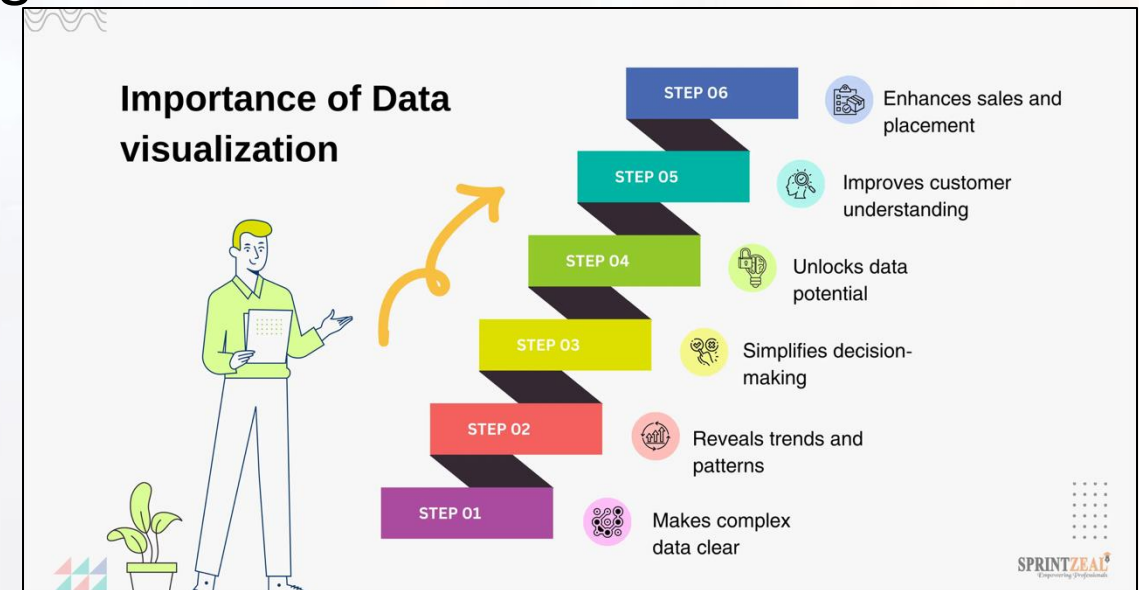 Importance of Data
visualization
STEP 06
Enhances sales and
placement
STEP 05
Improves customer
understanding
STEP 04
Unlocks data
potential
STEP 03
Simplifies decision-
making
STEP 02
Reveals trends and
patterns
STEP 01
Makes complex
data clear
SPRINTZEAL
Empowering Professionals